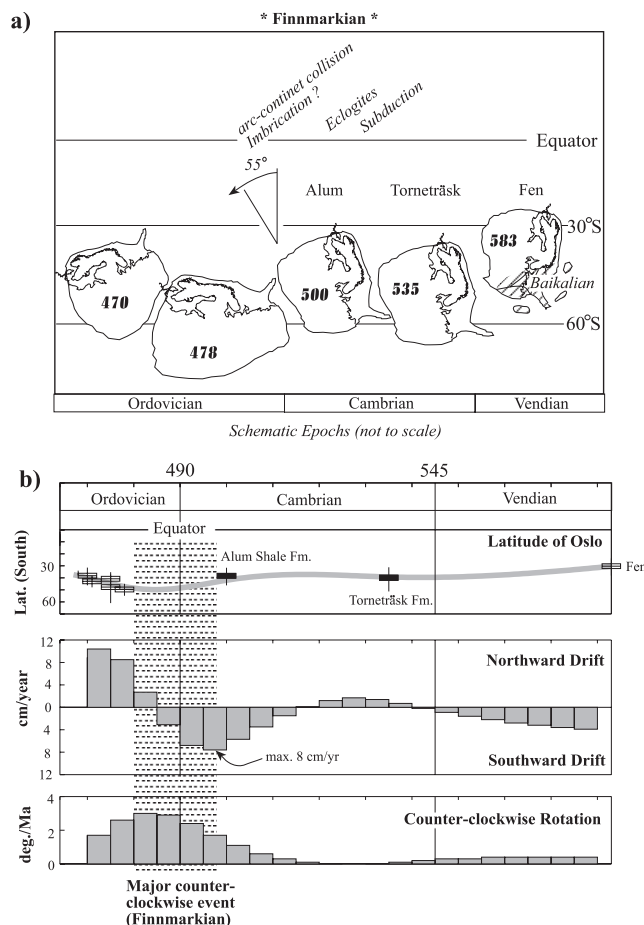 a)
* Finnmarkian *
arc-continet collision
Imbrication ?
Eclogites
Subduction
Equator
55°
Alum
Torneträsk
Fen
30°S
583
Baikalian
470
500
535
478
60°S
Ordovician
Cambrian
Vendian
Schematic Epochs (not to scale)
b)
490
545
Ordovician
Cambrian
Vendian
Equator
Latitude of Oslo
Lat. (South)
30
60
Alum Shale Fm.
Torneträsk Fm.
Fen
cm/year
12
8
4
0
4
8
12
Northward Drift
Southward Drift
max. 8 cm/yr
deg./Ma
4
2
0
Counter-clockwise Rotation
Major counter-
clockwise event
(Finnmarkian)